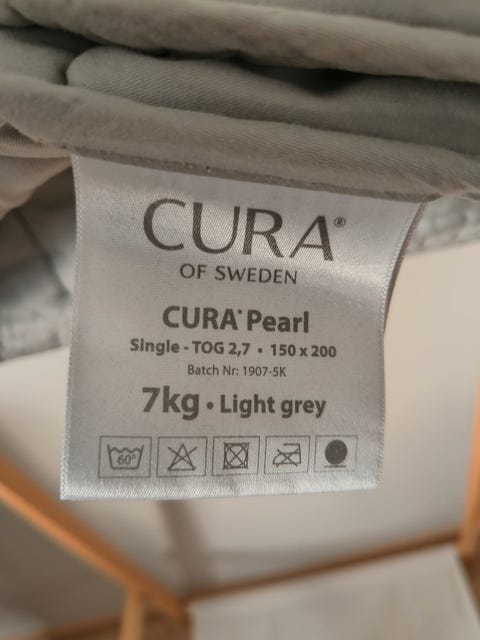 CURA®
OF SWEDEN
CURA® Pearl
Single - TOG 2,7 • 150 x 200
Batch Nr: 1907-5K
7kg • Light grey
60°